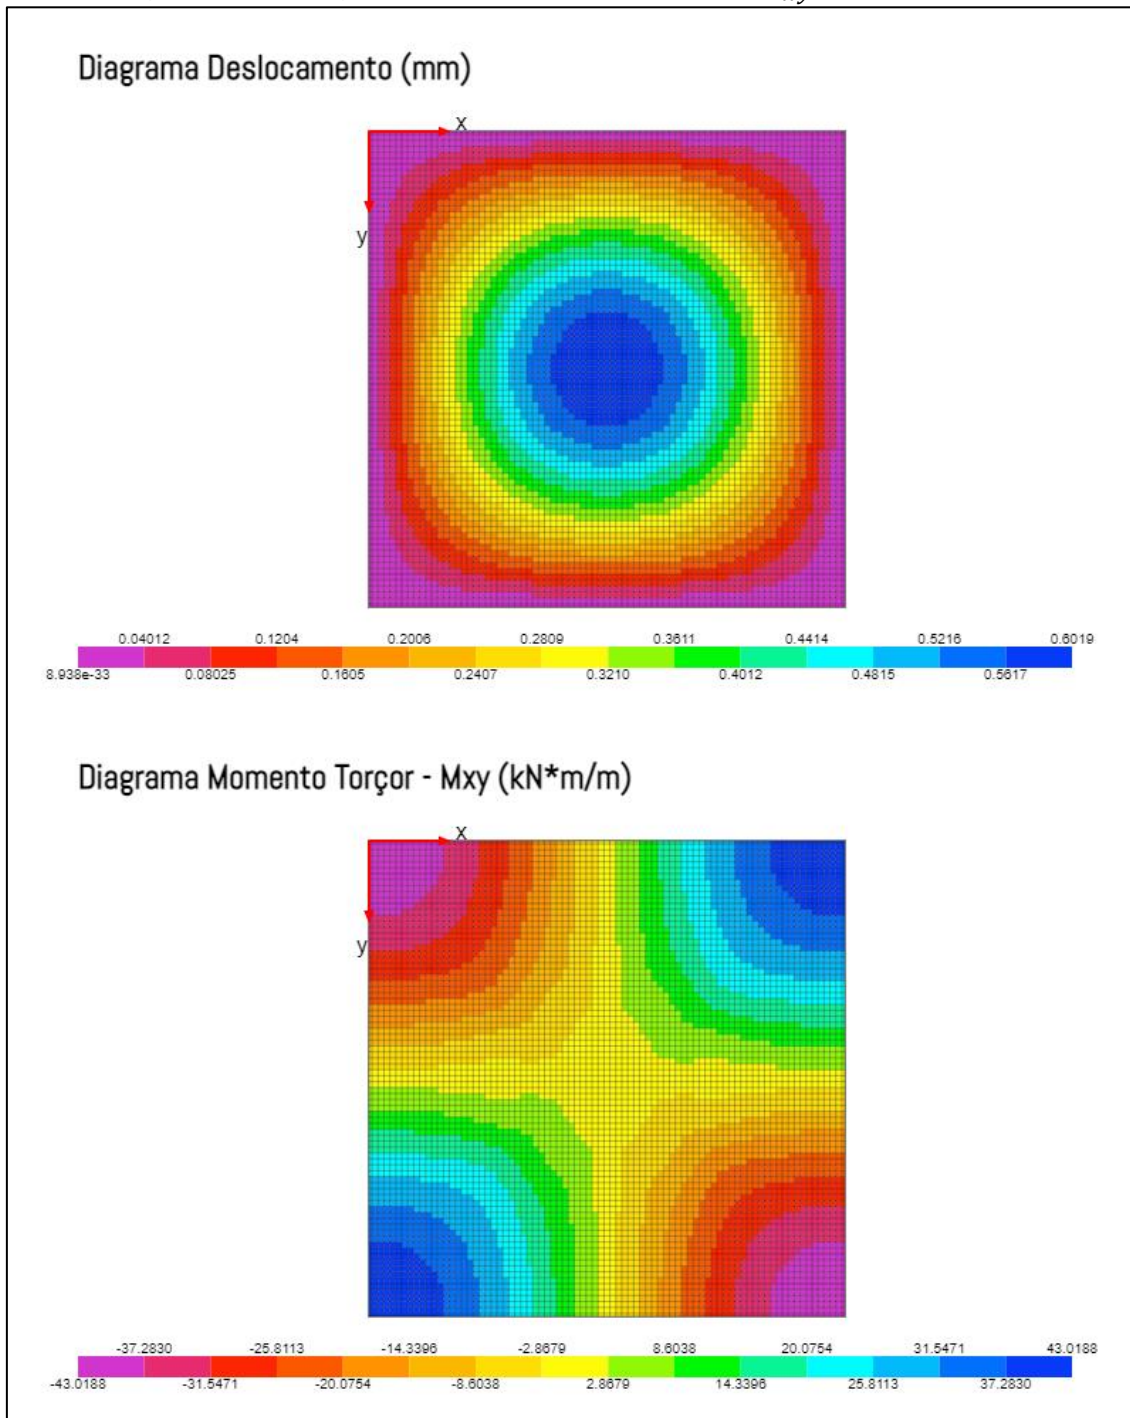 Diagrama Deslocamento (mm)
x
y
0.04012 0.1204 0.2006 0.2809 0.3611 0.4414 0.5216 0.6019
8.938e-33 0.08025 0.1605 0.2407 0.3210 0.4012 0.4815 0.5617
Diagrama Momento Torçor - Mxy (kN*m/m)
x
y
-37.2830 -25.8113 -14.3396 -2.8679 8.6038 20.0754 31.5471 43.0188
-43.0188 -31.5471 -20.0754 -8.6038 2.8679 14.3396 25.8113 37.2830